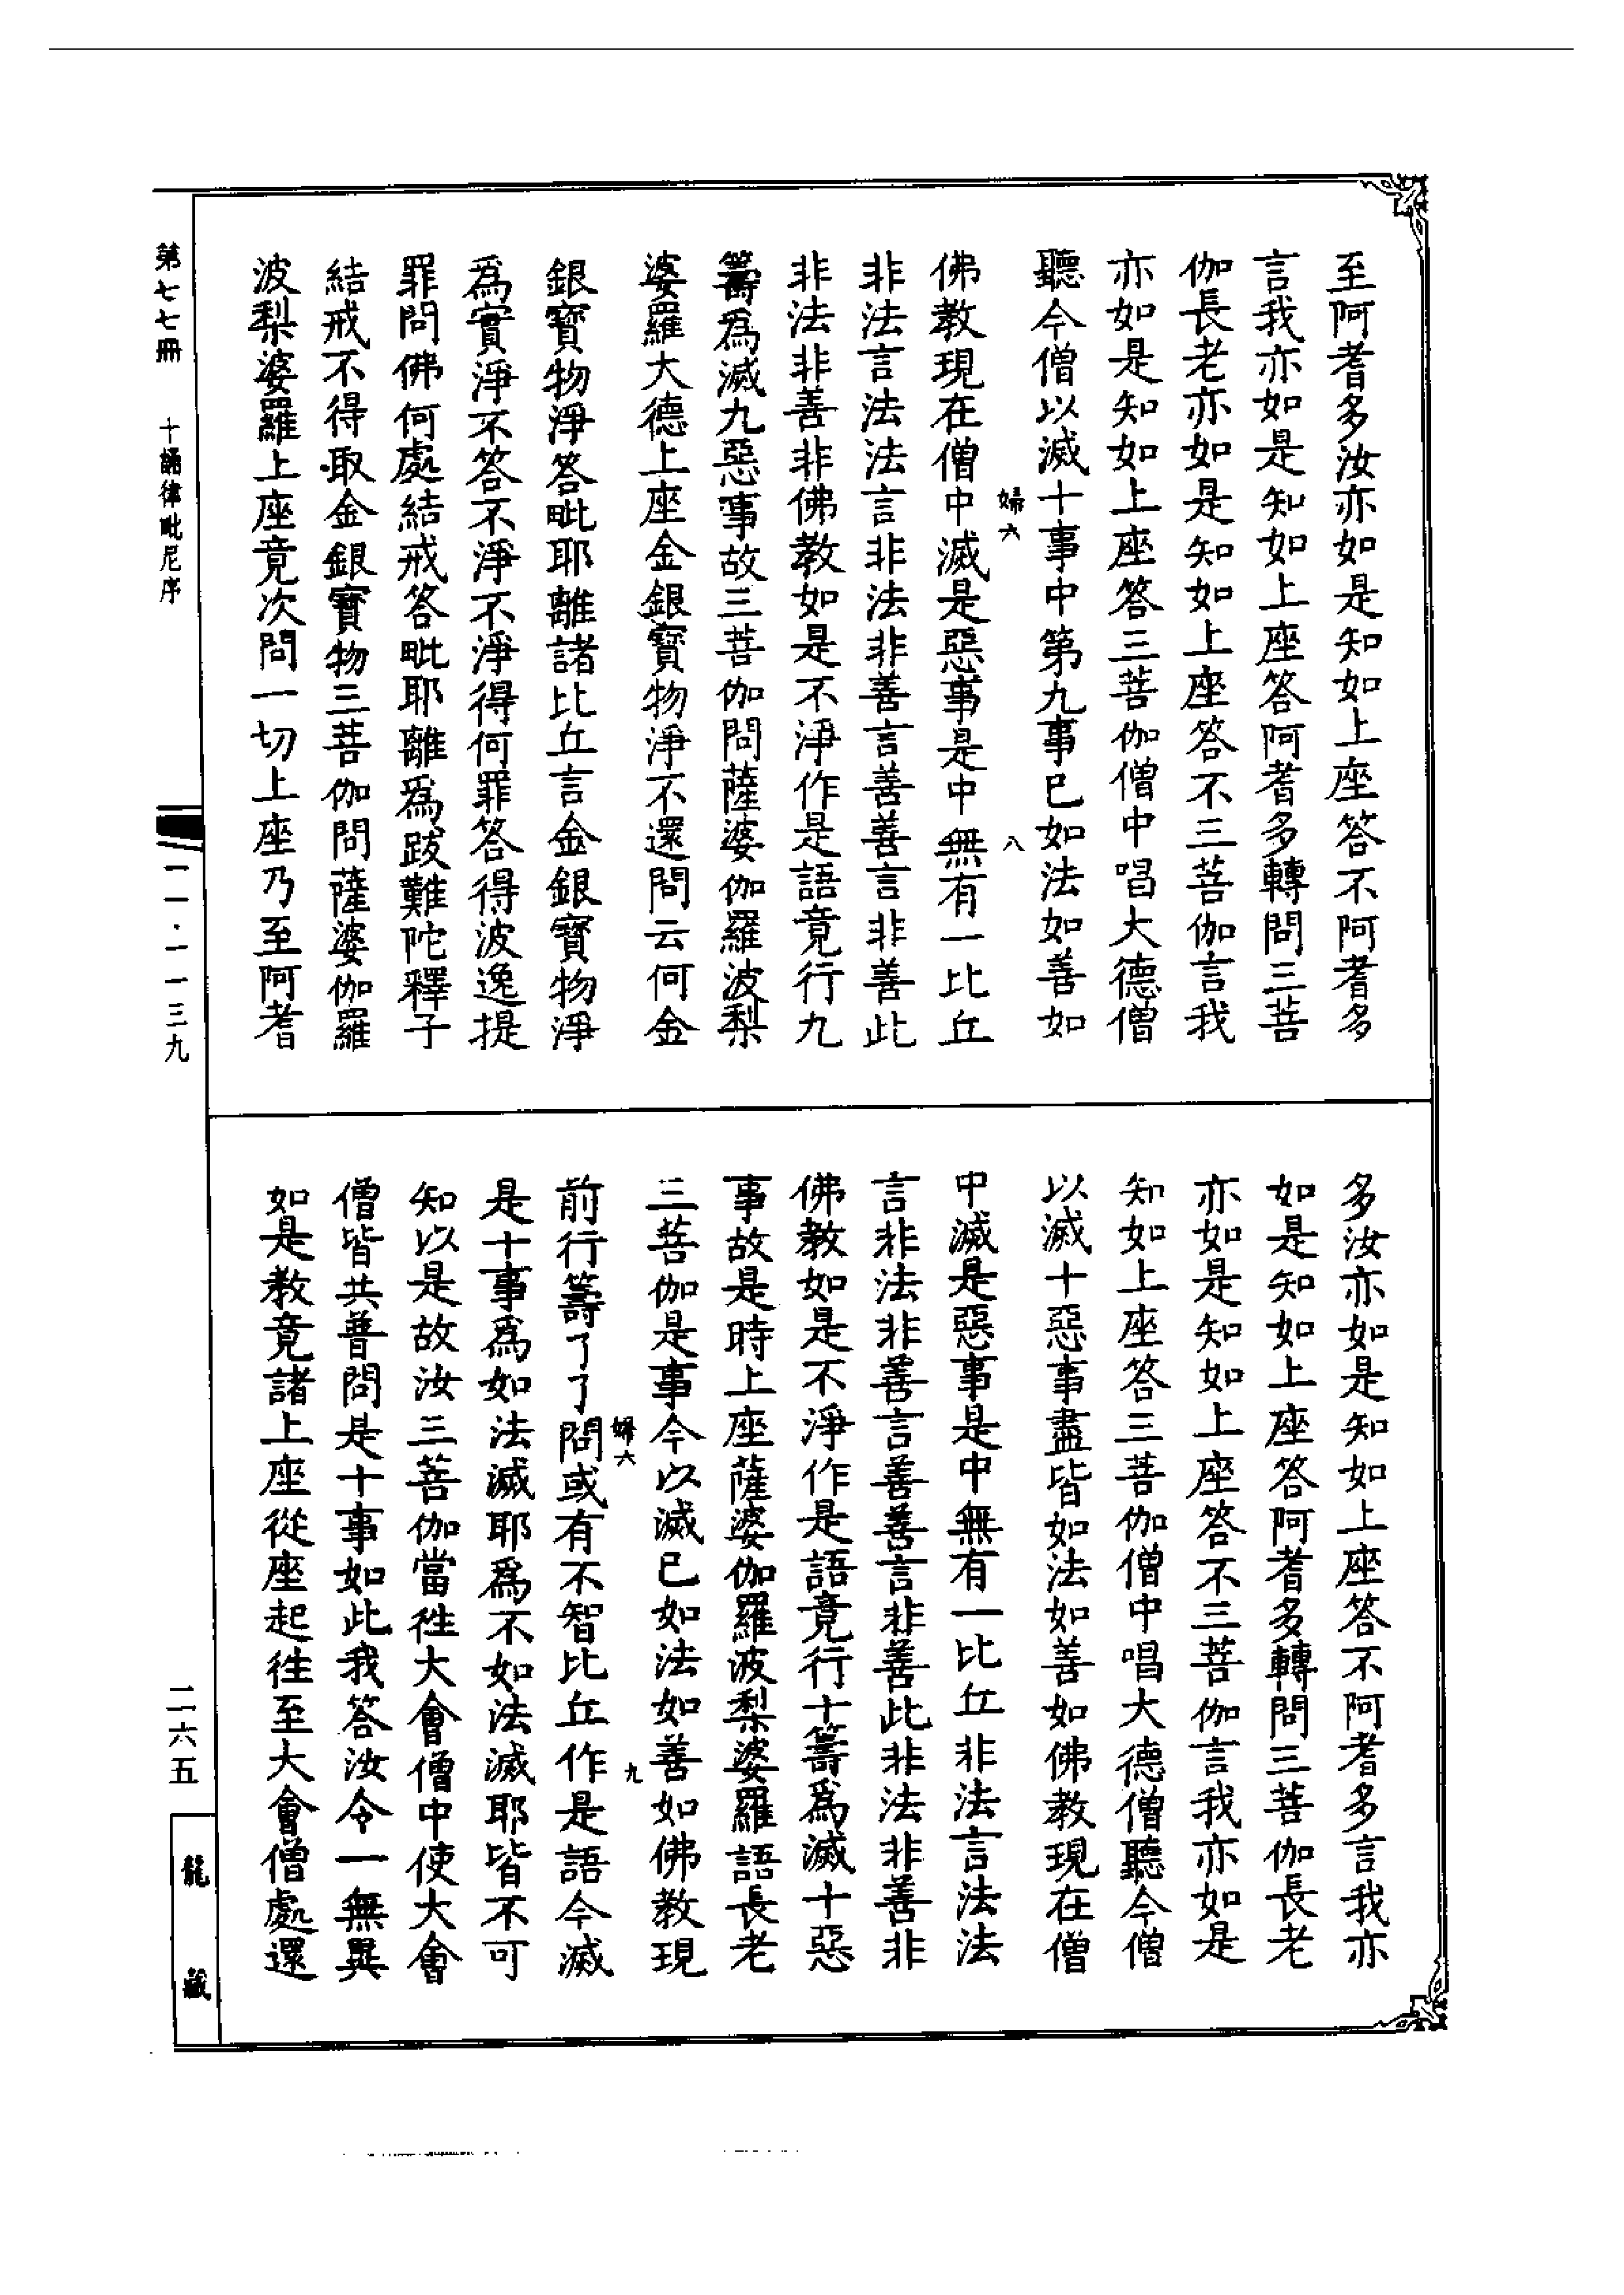 至阿耆多汝亦如是知如上座答不阿耆多
言我亦如是知如上座答阿耆多轉問三菩
伽長老亦如是知如上座答不三菩伽言我
亦如是知如上座答三菩伽僧中唱大德僧
聽今僧以滅十事中第九事已如法如善如
婦六
八
佛教現在僧中滅是惡事是中無有一比丘
非法言法法言非法非善言善善言非善此
非法非善非佛教如是不淨作是語竟行九
籌為滅九惡事故三菩伽問薩婆伽羅波梨
婆羅大德上座金銀寶物淨不還問云何金
銀寶物淨答毗耶離諸比丘言金銀寶物淨
為實淨不答不淨不淨得何罪答得波逸提
罪問佛何處結戒答毗耶離爲跋難陀釋子
結戒不得取金銀寶物三菩伽問薩婆伽羅
波梨婆羅上座竟次問一切上座乃至阿耆
多汝亦如是知如上座答不阿耆多言我亦
如是知如上座答阿耆多轉問三菩伽長老
亦如是知如上座答不三菩伽言我亦如是
知如上座答三菩伽僧中唱大德僧聽今僧
以滅十惡事盡皆如法如善如佛教現在僧
中滅是惡事是中無有一比丘非法言法法
言非法非善言善善言非善此非法非善非
佛教如是不淨作是語竟行十籌爲滅十惡
事故是時上座薩婆伽羅波梨婆羅語長老
三菩伽是事今以滅已如法如善如佛教現
婦六
九
前行籌了了問或有不智比丘作是語今滅
是十事爲如法滅耶爲不如法滅耶皆不可
知以是故汝三菩伽當徃大會僧中使大會
僧皆共普問是十事如此我答汝令一無異
如是教竟諸上座從座起徃至大會僧處還
第七七冊
十誦律毗尼序
一一·一一三九
二六五
龍藏